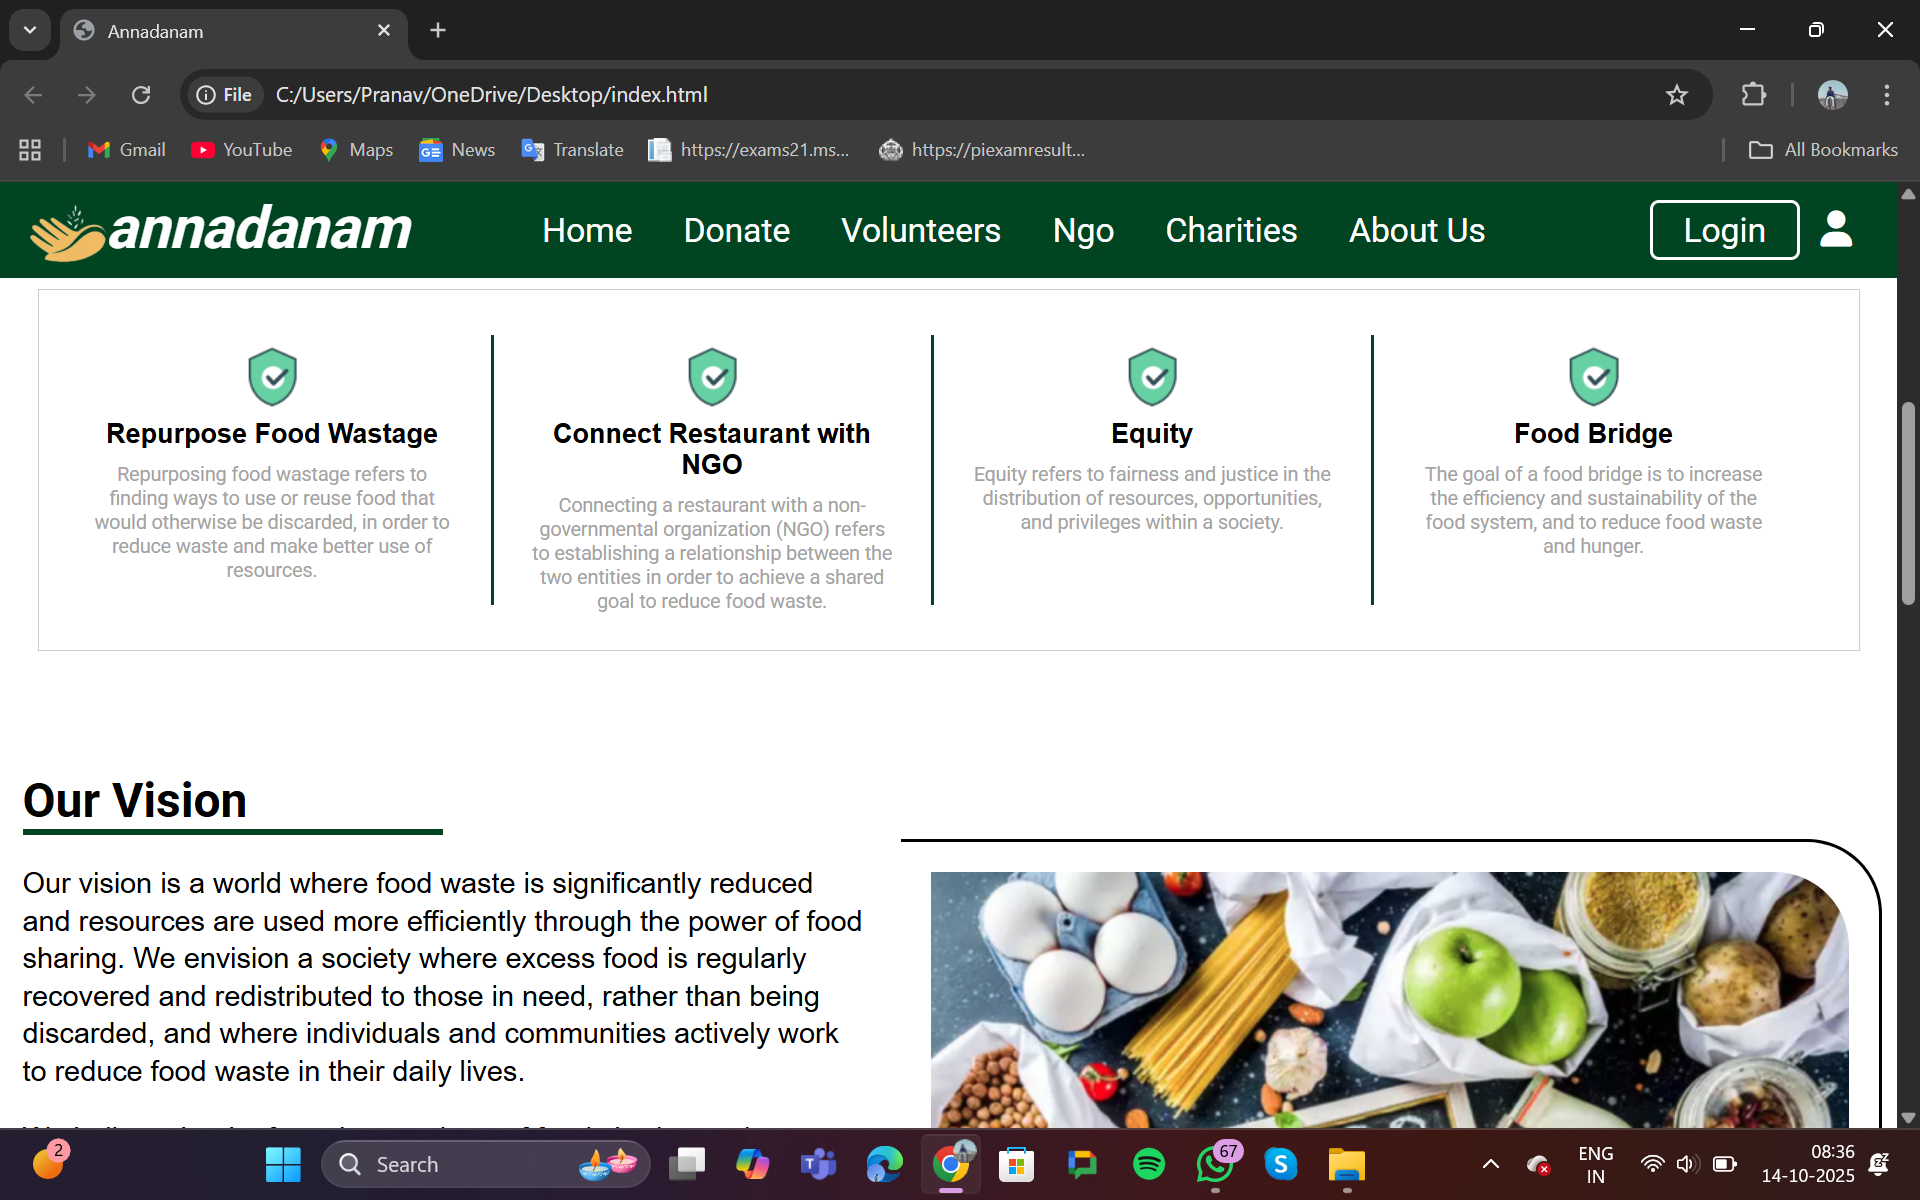 Annadanam
File
C:/Users/Pranav/OneDrive/Desktop/index.html
Gmail
YouTube
Maps
News
Translate
https://exams21.ms...
https://piexamresult...
All Bookmarks
annadanam
Home
Donate
Volunteers
Ngo
Charities
About Us
Login
Repurpose Food Wastage
Repurposing food wastage refers to
finding ways to use or reuse food that
would otherwise be discarded, in order to
reduce waste and make better use of
resources.
Connect Restaurant with
NGO
Connecting a restaurant with a non-
governmental organization (NGO) refers
to establishing a relationship between the
two entities in order to achieve a shared
goal to reduce food waste.
Equity
Equity refers to fairness and justice in the
distribution of resources, opportunities,
and privileges within a society.
Food Bridge
The goal of a food bridge is to increase
the efficiency and sustainability of the
food system, and to reduce food waste
and hunger.
Our Vision
Our vision is a world where food waste is significantly reduced
and resources are used more efficiently through the power of food
sharing. We envision a society where excess food is regularly
recovered and redistributed to those in need, rather than being
discarded, and where individuals and communities actively work
to reduce food waste in their daily lives.
2
Search
67
ENG
IN
08:36
14-10-2025